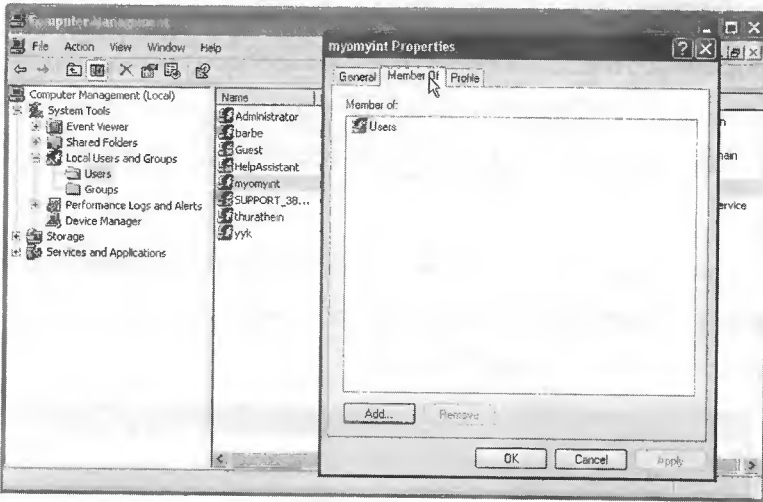 Computer Management
File Action View Window Help
Computer Management (Local)
System Tools
Event Viewer
Shared Folders
Local Users and Groups
Users
Groups
Performance Logs and Alerts
Device Manager
Storage
Services and Applications
Name
Administrator
barbe
Guest
HelpAssistant
myomyint
SUPPORT_38...
thurathein
yyk
myomyint Properties
General Member Of Profile
Member of:
Users
Add... Remove
OK Cancel Apply
ervice